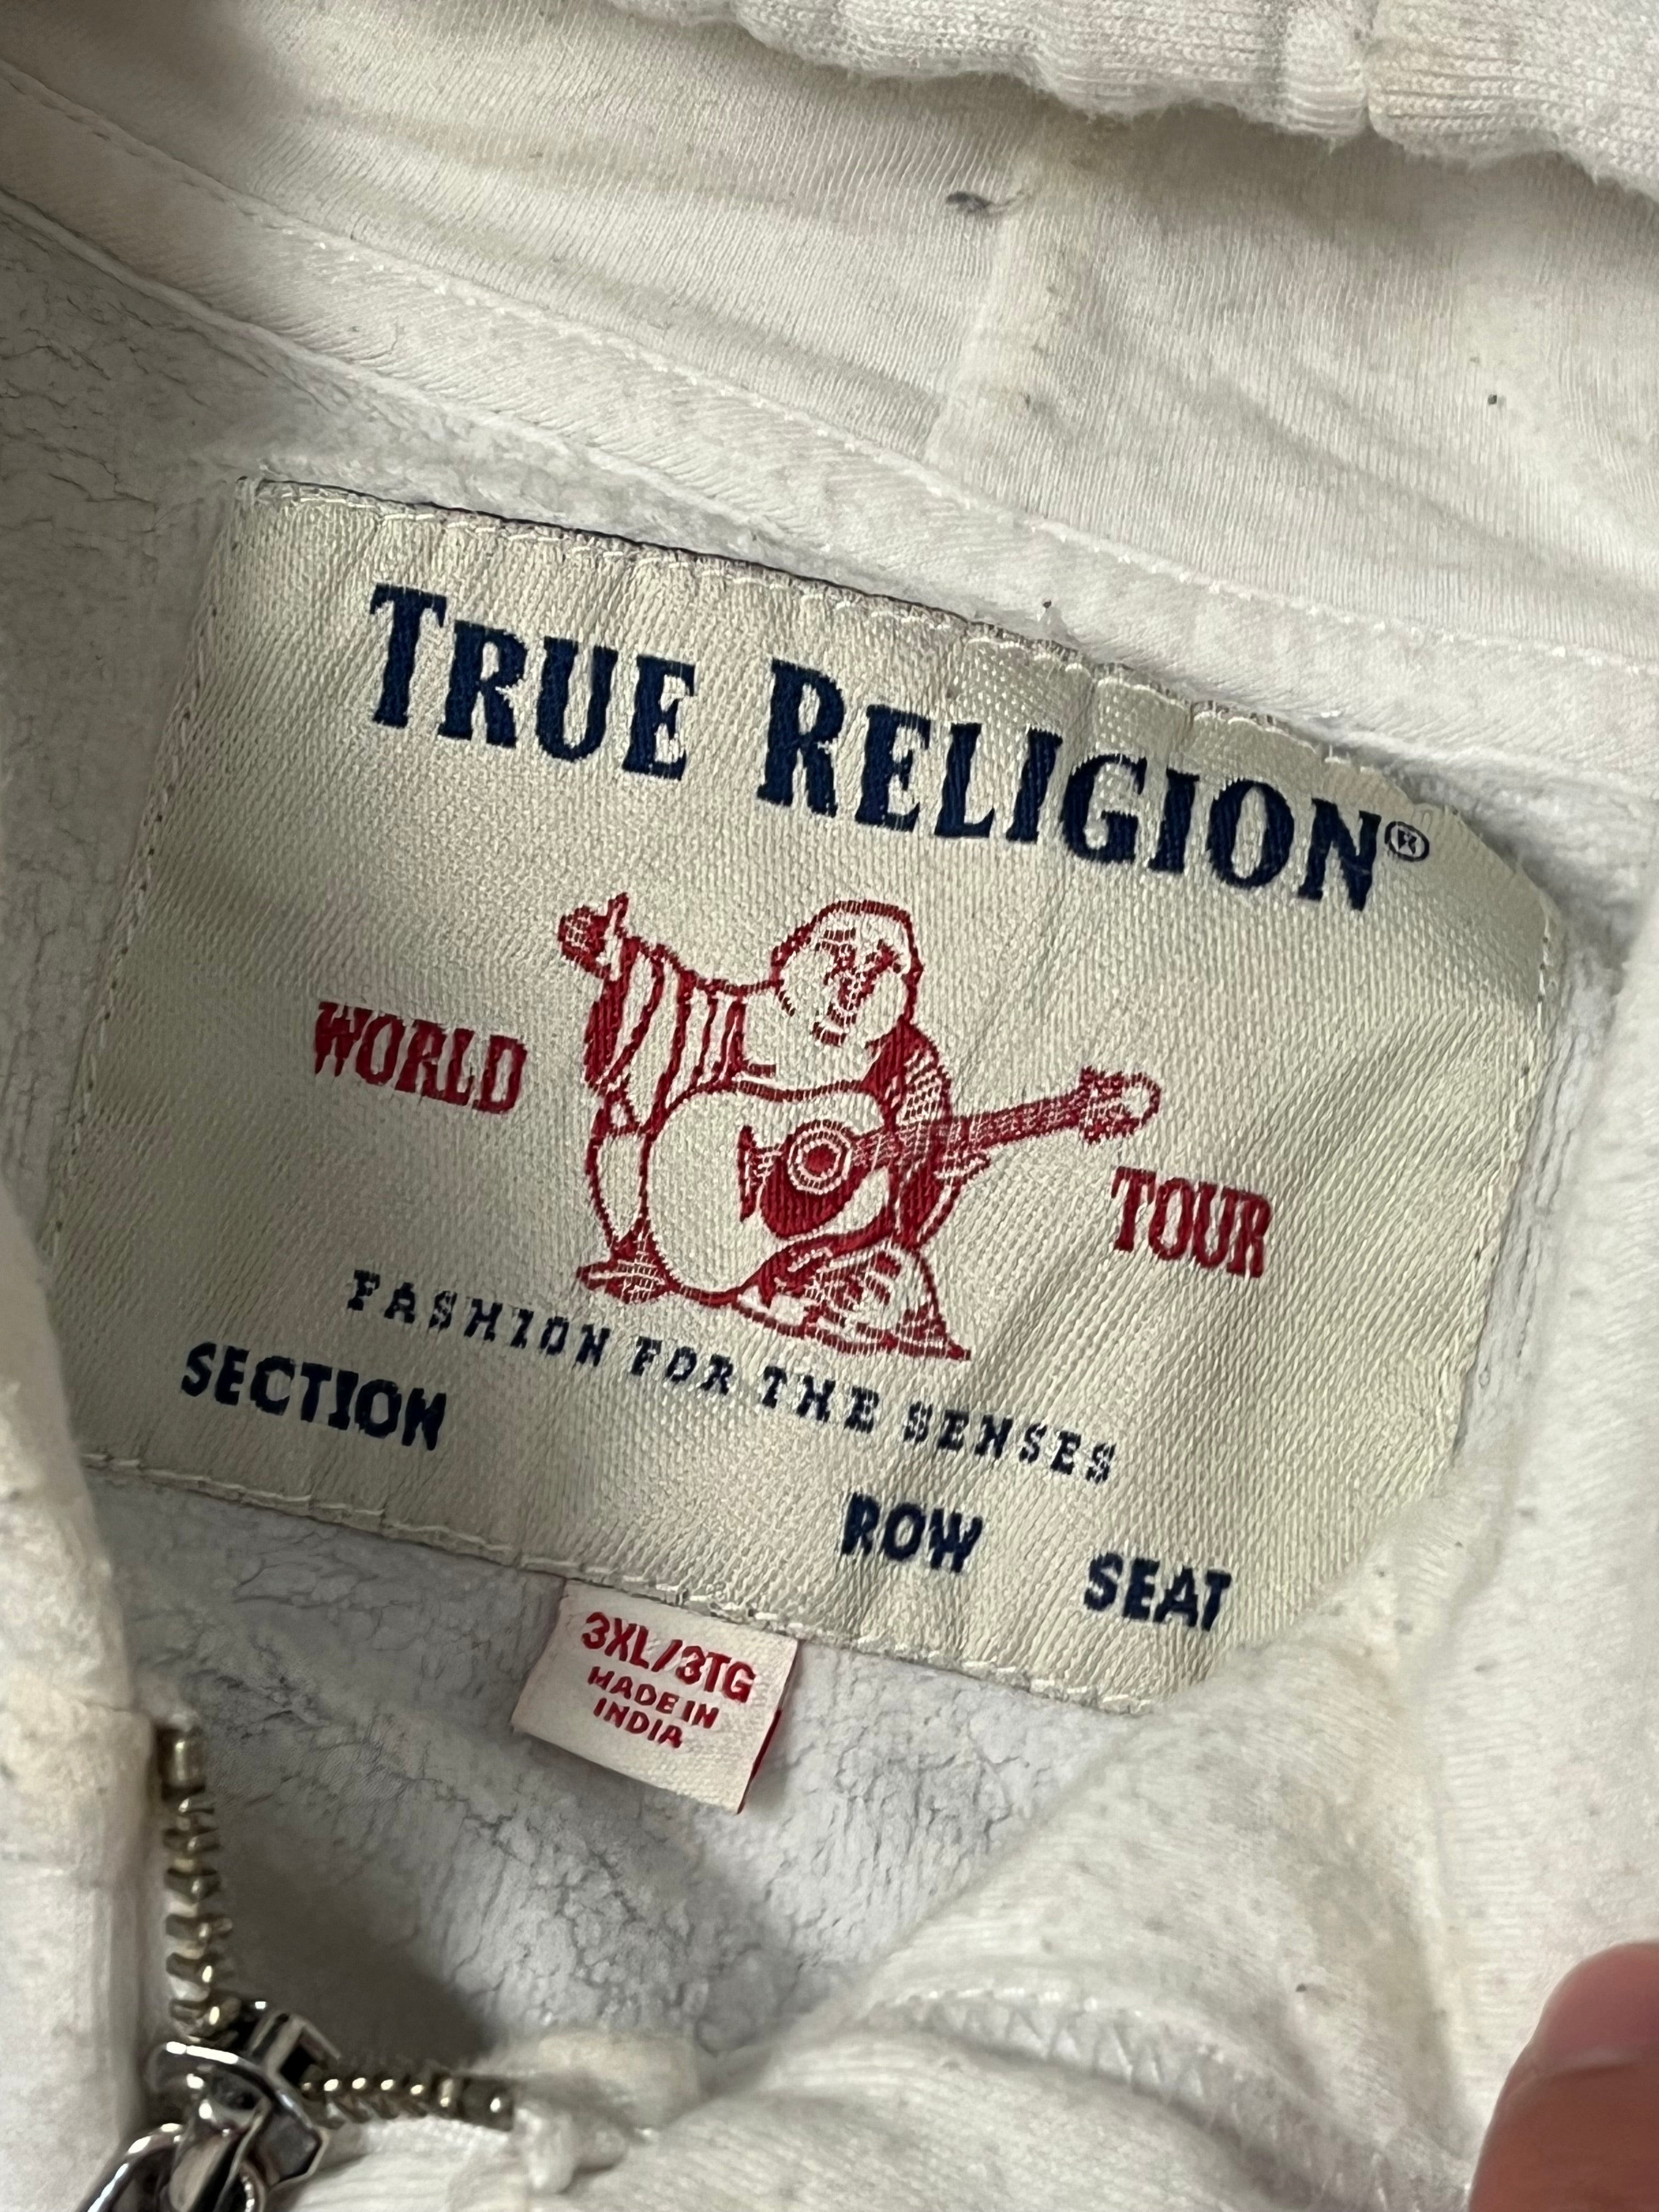 TRUE RELIGION®
WORLD TOUR
FASHION FOR THE SENSES
SECTION ROW SEAT
3XL/3TG
MADE IN
INDIA